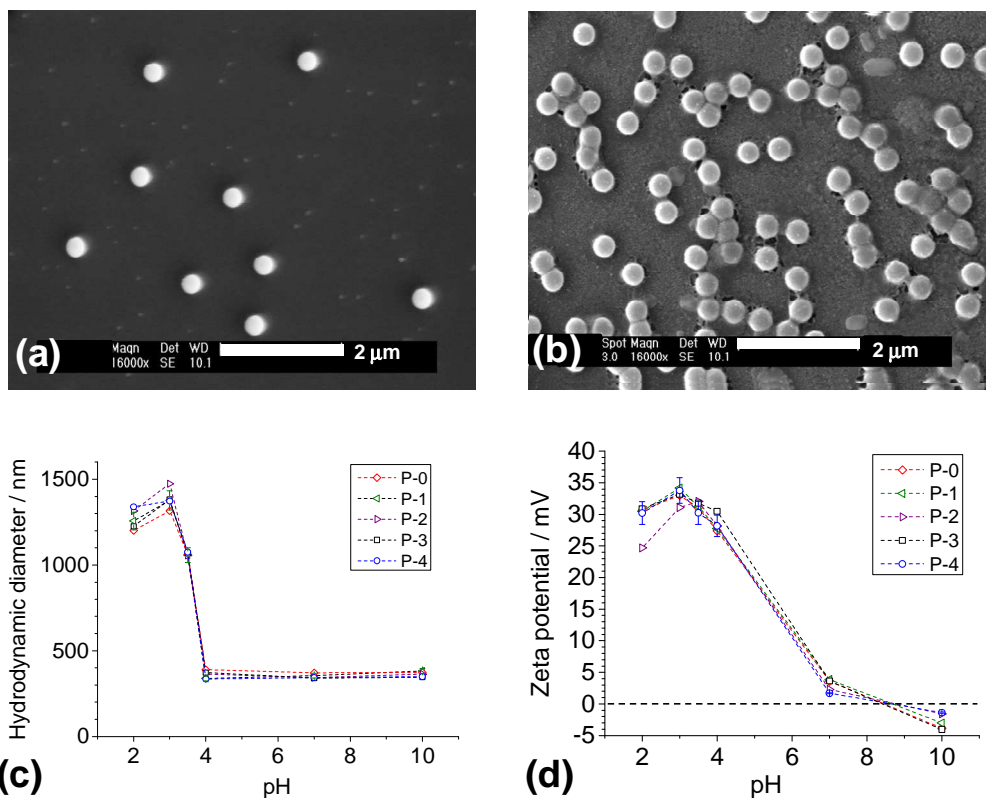 (a)
Maqn Det WD
16000x SE 10.1
2 μm
(b)
Spot Maqn Det WD
3.0 16000x SE 10.1
2 μm
Hydrodynamic diameter / nm
1500
1000
500
0
2 4 6 8 10
pH
P-0
P-1
P-2
P-3
P-4
(c)
Zeta potential / mV
40
35
30
25
20
15
10
5
0
-5
2 4 6 8 10
pH
P-0
P-1
P-2
P-3
P-4
(d)